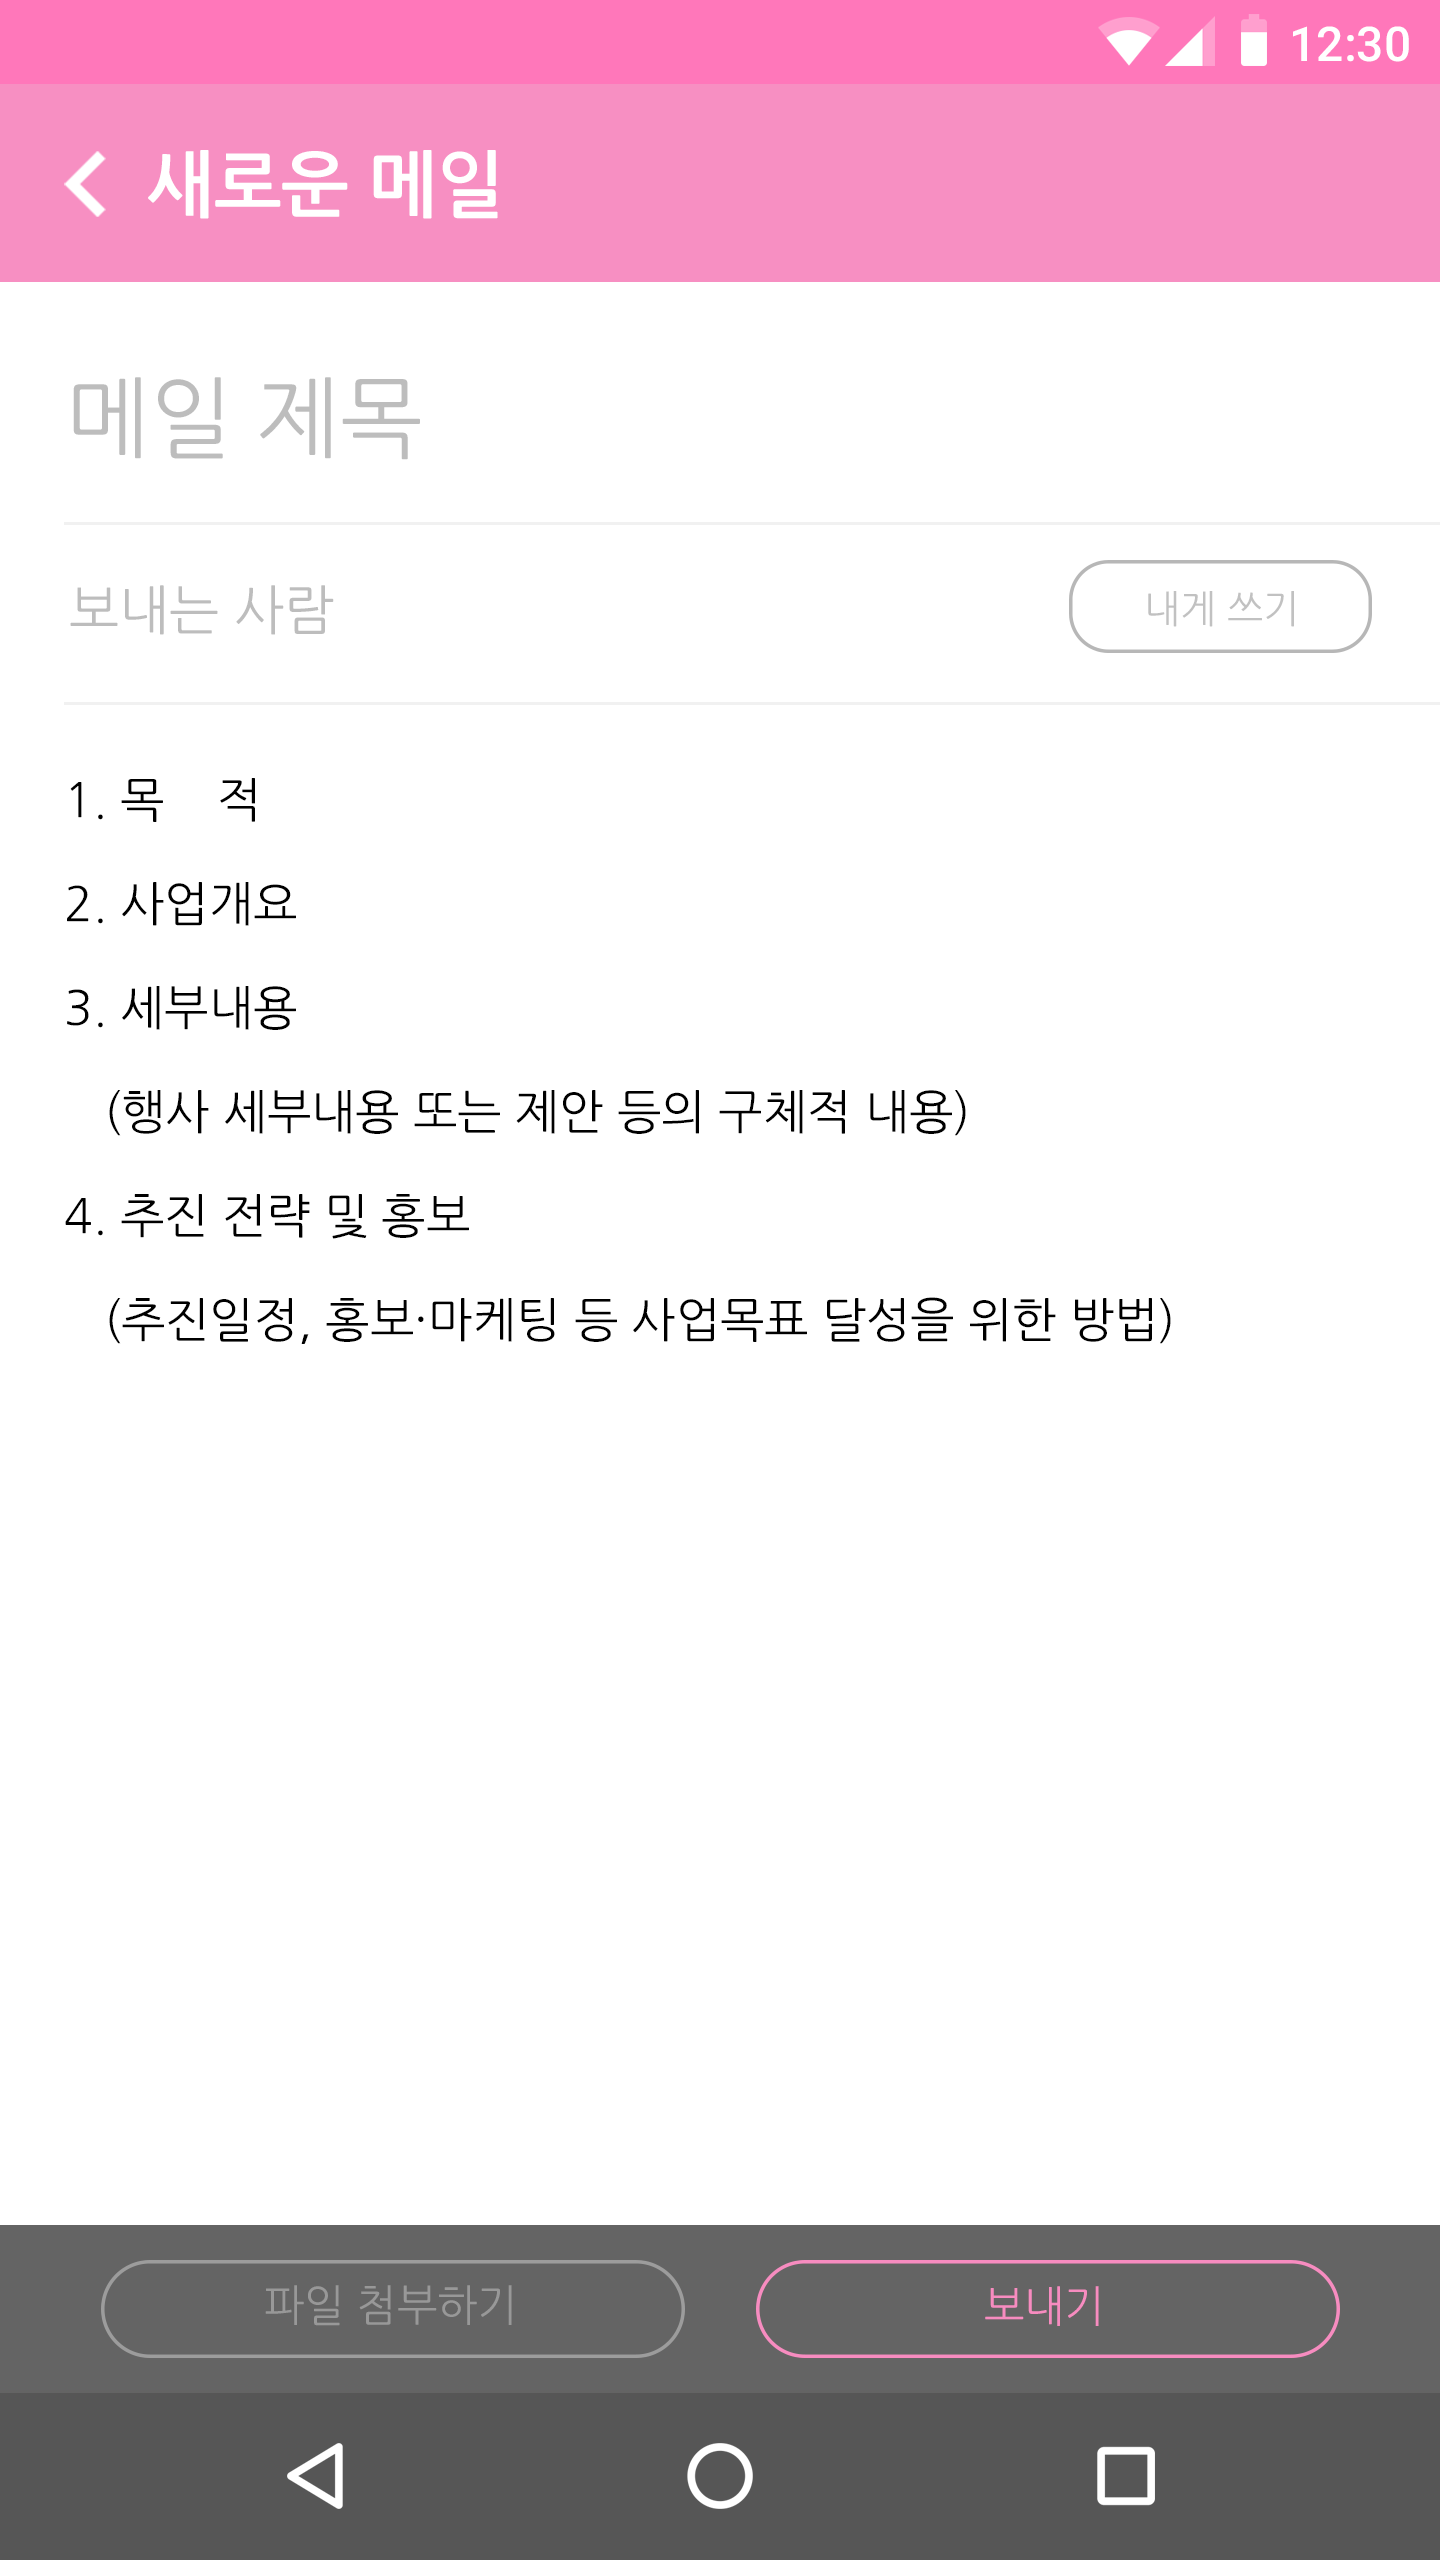 12:30
새로운 메일
메일 제목
보내는 사람 내게 쓰기
1. 목 적
2. 사업개요
3. 세부내용
(행사 세부내용 또는 제안 등의 구체적 내용)
4. 추진 전략 및 홍보
(추진일정, 홍보·마케팅 등 사업목표 달성을 위한 방법)
파일 첨부하기 보내기